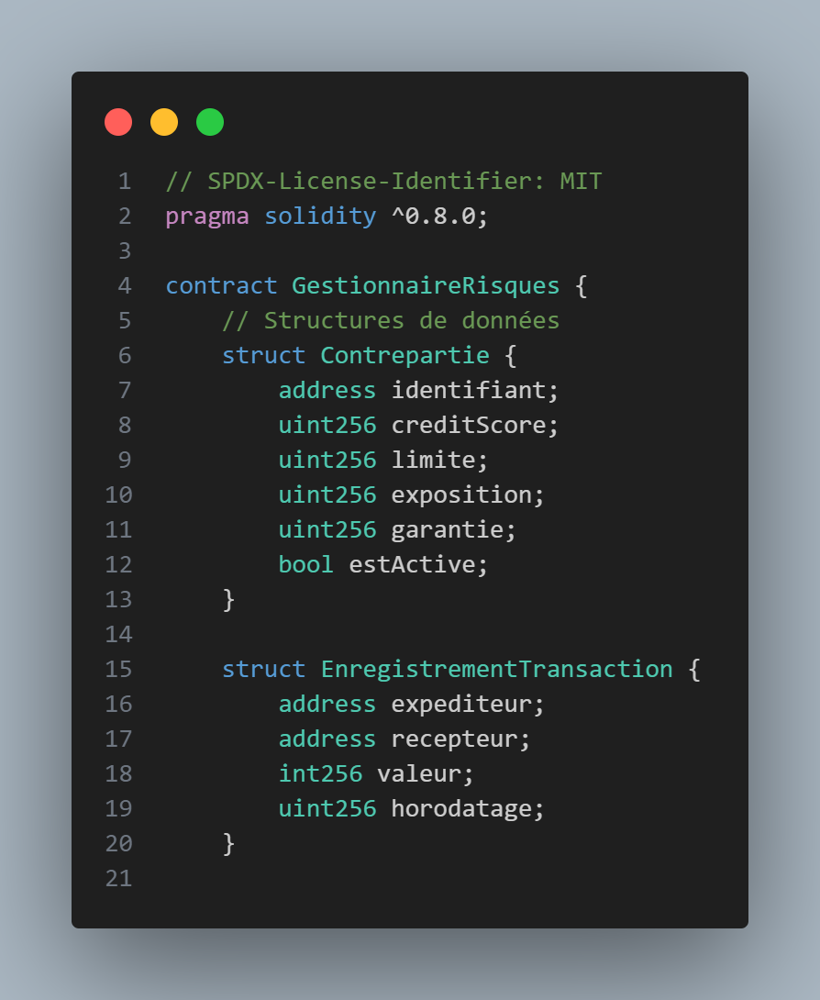 1 // SPDX-License-Identifier: MIT
2 pragma solidity ^0.8.0;
3
4 contract GestionnaireRisques {
5     // Structures de données
6     struct Contrepartie {
7         address identifiant;
8         uint256 creditScore;
9         uint256 limite;
10         uint256 exposition;
11         uint256 garantie;
12         bool estActive;
13     }
14
15     struct EnregistrementTransaction {
16         address expediteur;
17         address recepteur;
18         int256 valeur;
19         uint256 horodatage;
20     }
21